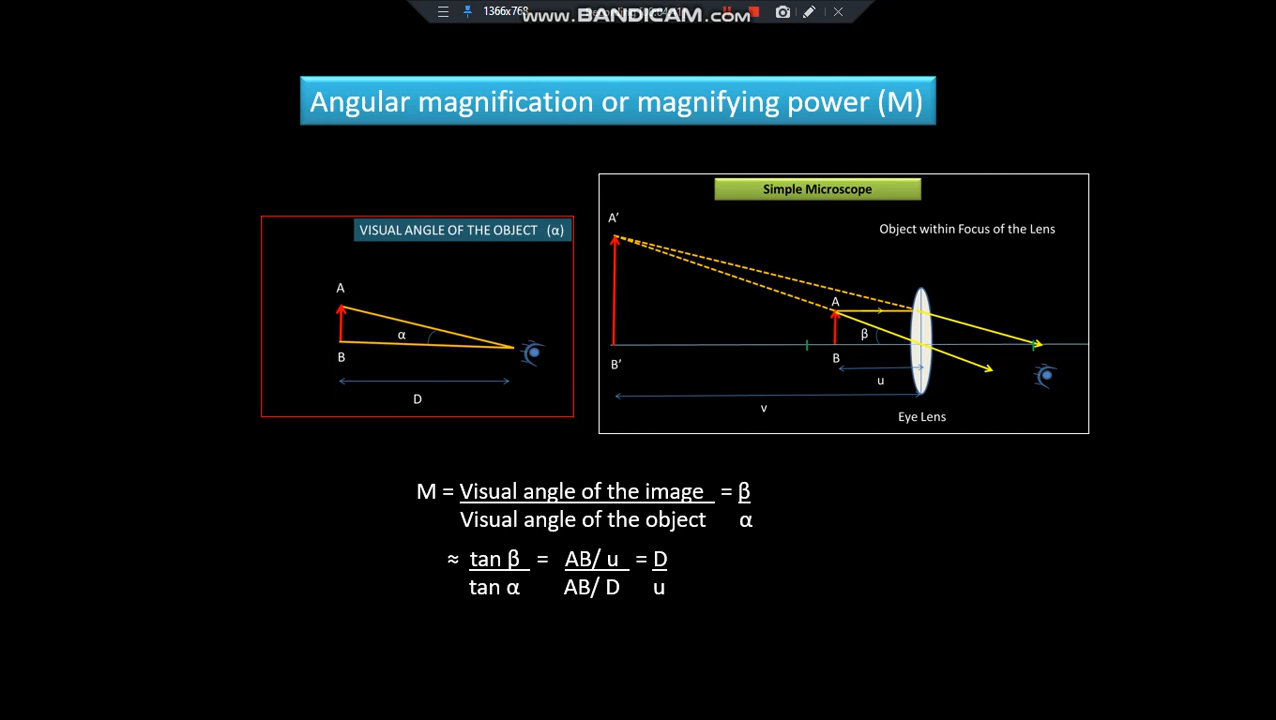 1366x768
www.BANDICAM.com
Angular magnification or magnifying power (M)
VISUAL ANGLE OF THE OBJECT (α)
A
α
B
D
Simple Microscope
Object within Focus of the Lens
A'
A
β
B'
B
u
v
Eye Lens
M = Visual angle of the image = β
Visual angle of the object α
≈ tan β = AB/ u = D
tan α AB/ D u